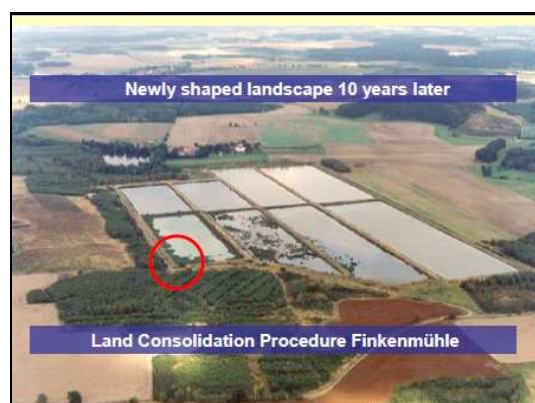 Newly shaped landscape 10 years later
Land Consolidation Procedure Finkenmühle